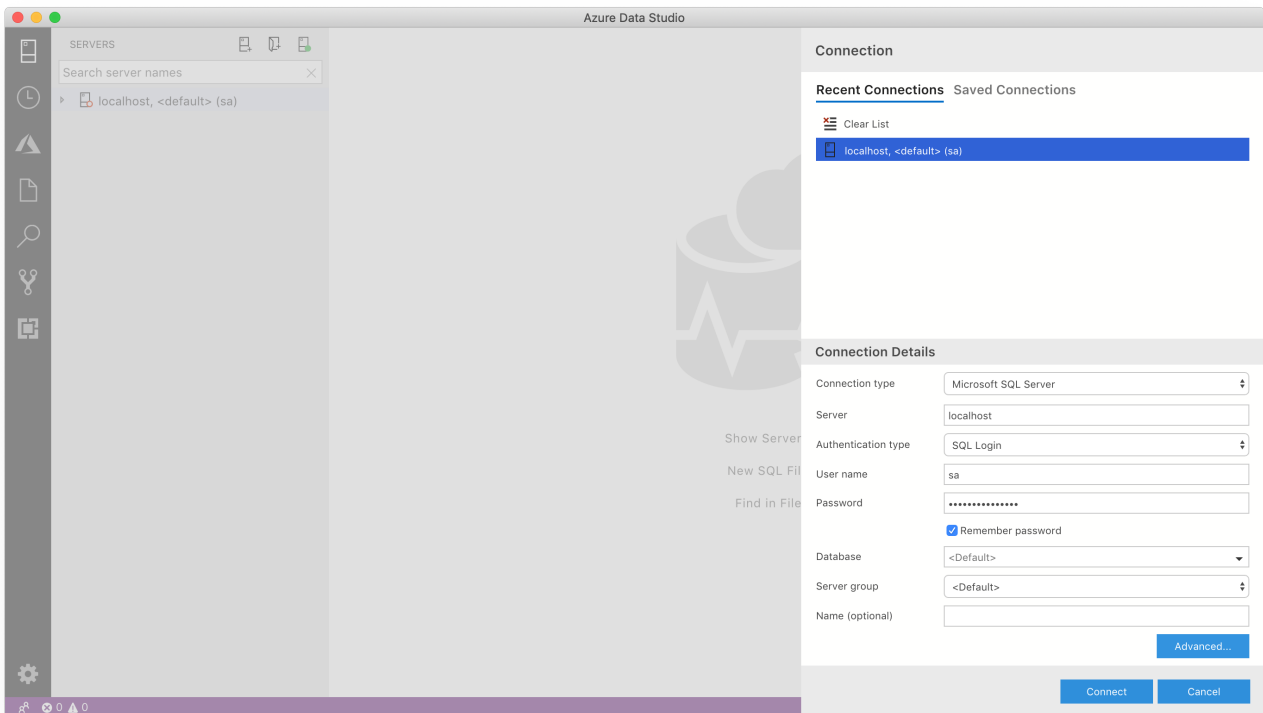 Azure Data Studio
SERVERS
Search server names
localhost, <default> (sa)
Show Server
New SQL Fil
Find in File
0 0
Connection
Recent Connections Saved Connections
Clear List
localhost, <default> (sa)
Connection Details
Connection type Microsoft SQL Server
Server localhost
Authentication type SQL Login
User name sa
Password •••••••••••••••
Remember password
Database <Default>
Server group <Default>
Name (optional)
Advanced...
Connect Cancel